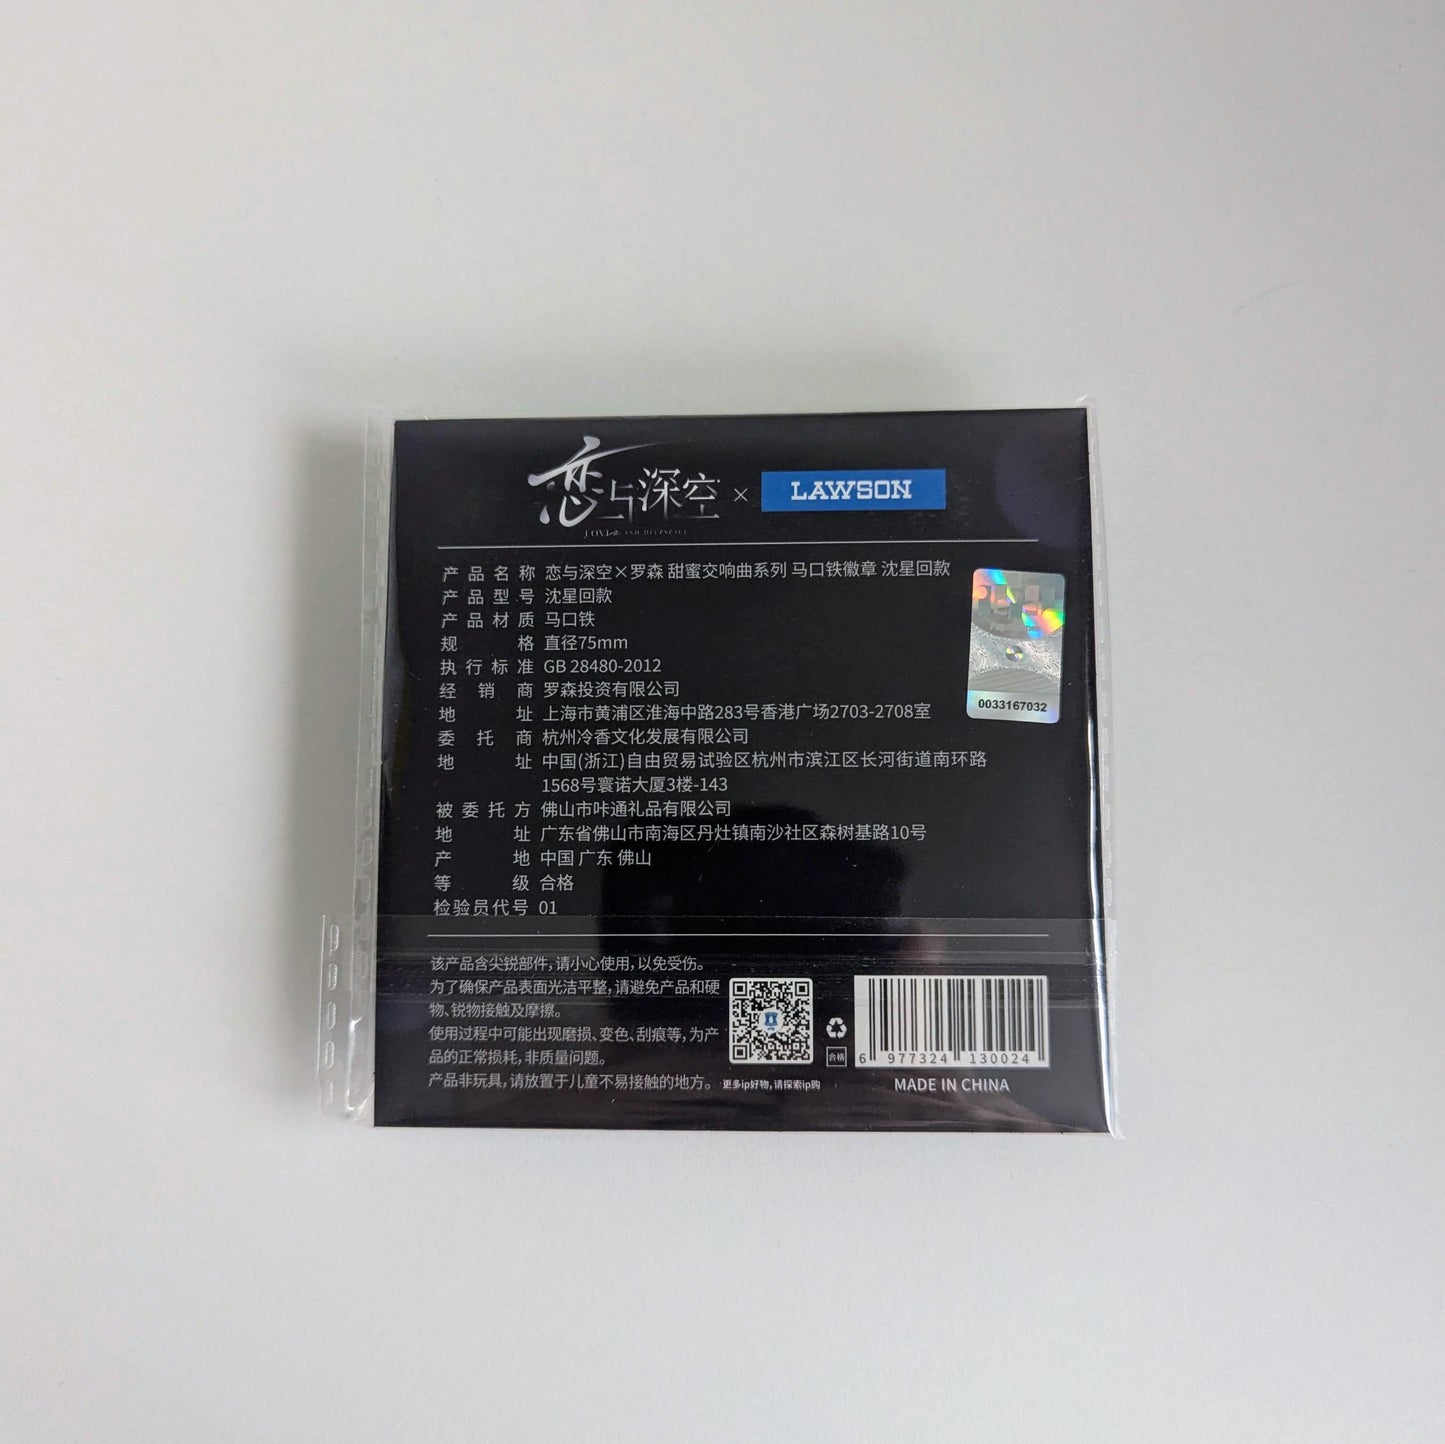 恋与深空 × LAWSON
LOVE AND DEEPSPACE
产品名称 恋与深空×罗森 甜蜜交响曲系列 马口铁徽章 沈星回款
产品型号 沈星回款
产品材质 马口铁
规格 直径75mm
执行标准 GB 28480-2012
经销商 罗森投资有限公司
地址 上海市黄浦区淮海中路283号香港广场2703-2708室
委托商 杭州冷香文化发展有限公司
地址 中国(浙江)自由贸易试验区杭州市滨江区长河街道南环路
1568号寰诺大厦3楼-143
被委托方 佛山市咔通礼品有限公司
地址 广东省佛山市南海区丹灶镇南沙社区森树基路10号
产地 中国 广东 佛山
等级 合格
检验员代号 01
0033167032
该产品含尖锐部件,请小心使用,以免受伤。
为了确保产品表面光洁平整,请避免产品和硬
物、锐物接触及摩擦。
使用过程中可能出现磨损、变色、刮痕等,为产
品的正常损耗,非质量问题。
产品非玩具,请放置于儿童不易接触的地方。
更多ip好物,请探索ip购
合格
6 977324 130024
MADE IN CHINA